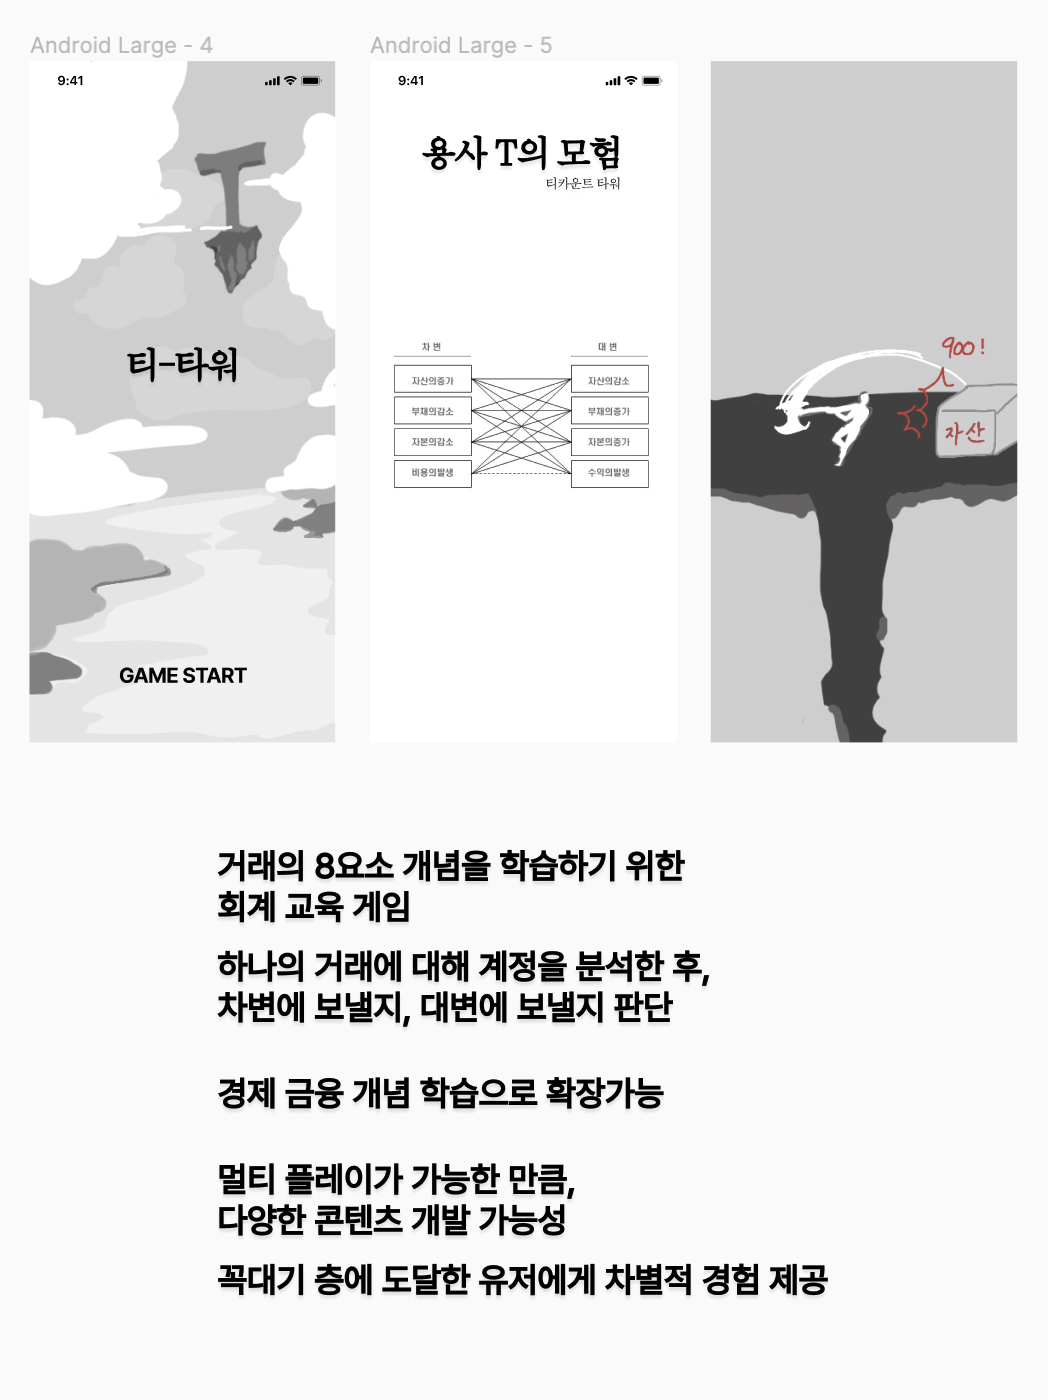 Android Large - 4
9:41
T
티-타워
GAME START
Android Large - 5
9:41
용사 T의 모험
티카운트 타워
차 변
대 변
자산의증가
자산의감소
부채의감소
부채의증가
자본의감소
자본의증가
비용의발생
수익의발생
900!
자산
거래의 8요소 개념을 학습하기 위한
회계 교육 게임
하나의 거래에 대해 계정을 분석한 후,
차변에 보낼지, 대변에 보낼지 판단
경제 금융 개념 학습으로 확장가능
멀티 플레이가 가능한 만큼,
다양한 콘텐츠 개발 가능성
꼭대기 층에 도달한 유저에게 차별적 경험 제공